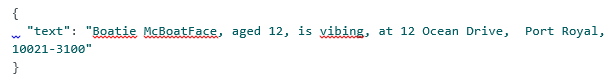 {
"text": "Boatie McBoatFace, aged 12, is vibing, at 12 Ocean Drive,  Port Royal,
10021-3100"
}